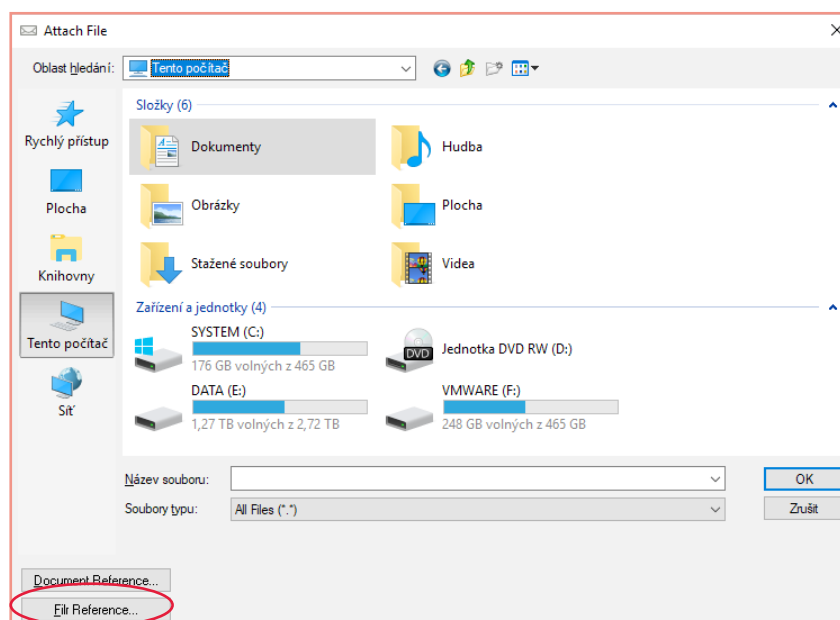 Attach File
Oblast hledání:
Tento počítač
Rychlý přístup
Plocha
Knihovny
Tento počítač
Síť
Složky (6)
Dokumenty
Hudba
Obrázky
Plocha
Stažené soubory
Videa
Zařízení a jednotky (4)
SYSTEM (C:)
176 GB volných z 465 GB
DVD
Jednotka DVD RW (D:)
DATA (E:)
1,27 TB volných z 2,72 TB
VMWARE (F:)
248 GB volných z 465 GB
Název souboru:
OK
Soubory typu:
All Files (*.*)
Zrušit
Document Reference...
Filr Reference...